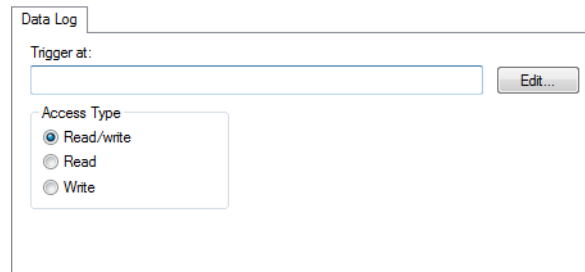 Data Log
Trigger at:
Edit...
Access Type
Read/write
Read
Write